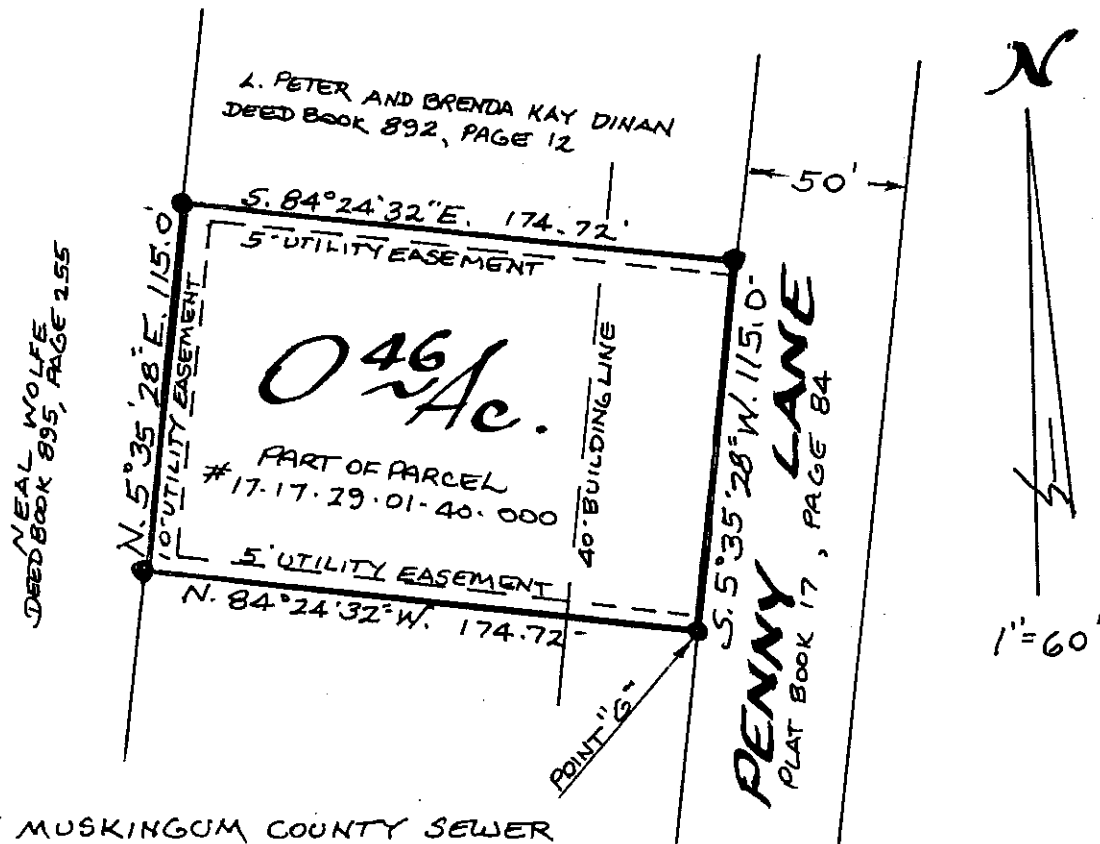 N
L. PETER AND BRENDA KAY DINAN
DEED BOOK 892, PAGE 12
50'
S. 84°24'32"E. 174.72'
5' UTILITY EASEMENT
NEAL WOLFE
DEED BOOK 895, PAGE 255
N. 5°35'28"E. 115.0'
10' UTILITY EASEMENT
0 46 Ac.
PART OF PARCEL
# 17-17-29-01-40-000
40' BUILDING LINE
S. 5°35'28"W. 115.0'
PENNY LANE
PLAT BOOK 17, PAGE 84
5' UTILITY EASEMENT
N. 84°24'32"W. 174.72'
1"=60'
POINT "G"
MUSKINGUM COUNTY SEWER